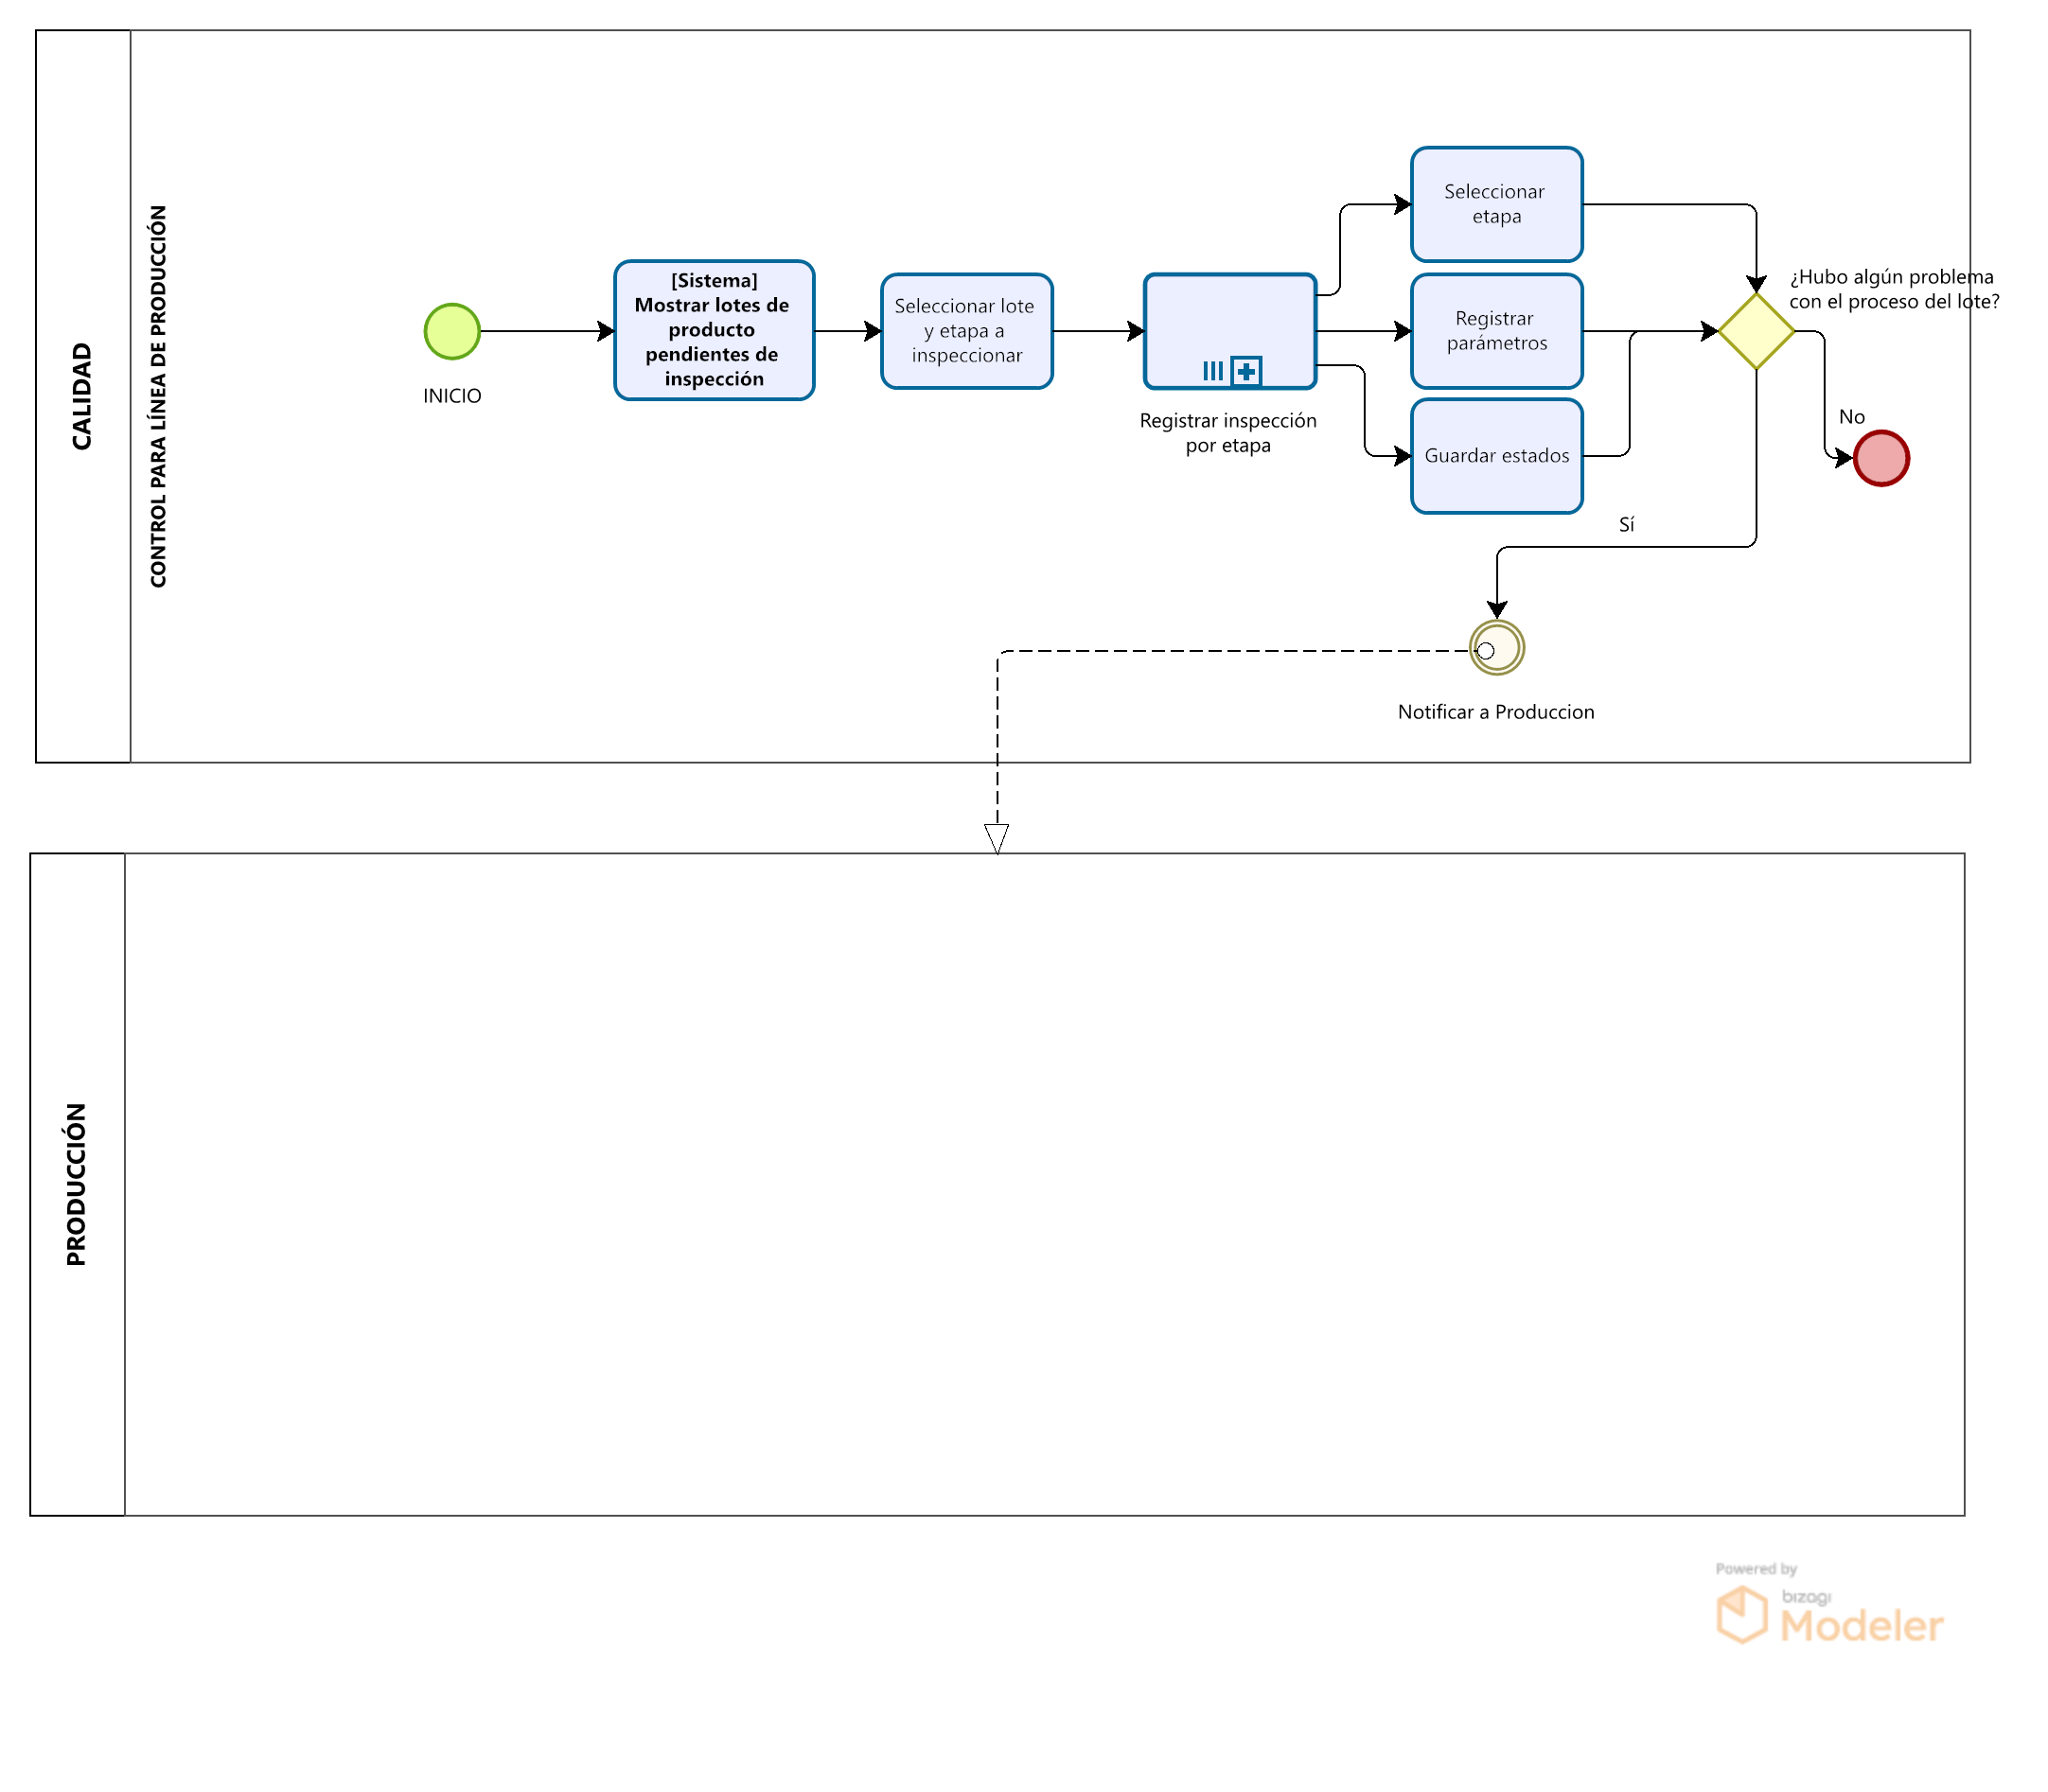 CALIDAD
CONTROL PARA LÍNEA DE PRODUCCIÓN
INICIO
[Sistema]
Mostrar lotes de
producto
pendientes de
inspección
Seleccionar lote
y etapa a
inspeccionar
Registrar inspección
por etapa
Seleccionar
etapa
Registrar
parámetros
Guardar estados
¿Hubo algún problema
con el proceso del lote?
No
Sí
Notificar a Produccion
PRODUCCIÓN
Powered by
bizagi
Modeler